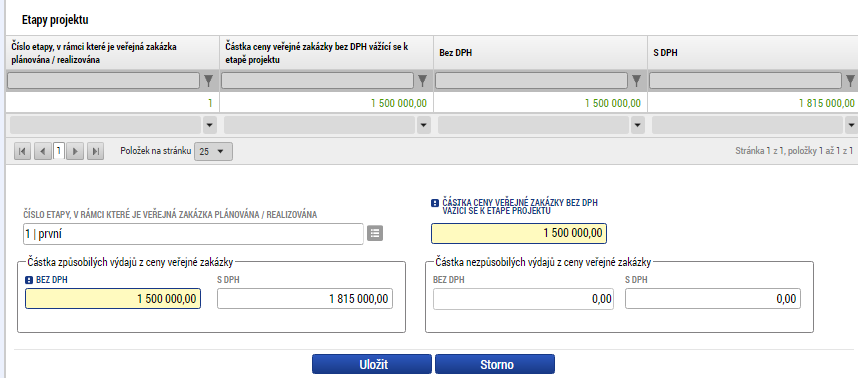 Etapy projektu
Číslo etapy, v rámci které je veřejná zakázka
plánována / realizována
Částka ceny veřejné zakázky bez DPH vážící se k
etapě projektu
Bez DPH
S DPH
1
1 500 000,00
1 500 000,00
1 815 000,00
1
Položek na stránku
25
Stránka 1 z 1, položky 1 až 1 z 1
ČÍSLO ETAPY, V RÁMCI KTERÉ JE VEŘEJNÁ ZAKÁZKA PLÁNOVÁNA / REALIZOVÁNA
1 | první
ČÁSTKA CENY VEŘEJNÉ ZAKÁZKY BEZ DPH
VÁŽÍCÍ SE K ETAPĚ PROJEKTU
1 500 000,00
Částka způsobilých výdajů z ceny veřejné zakázky
BEZ DPH
S DPH
1 500 000,00
1 815 000,00
Částka nezpůsobilých výdajů z ceny veřejné zakázky
BEZ DPH
S DPH
0,00
0,00
Uložit
Storno